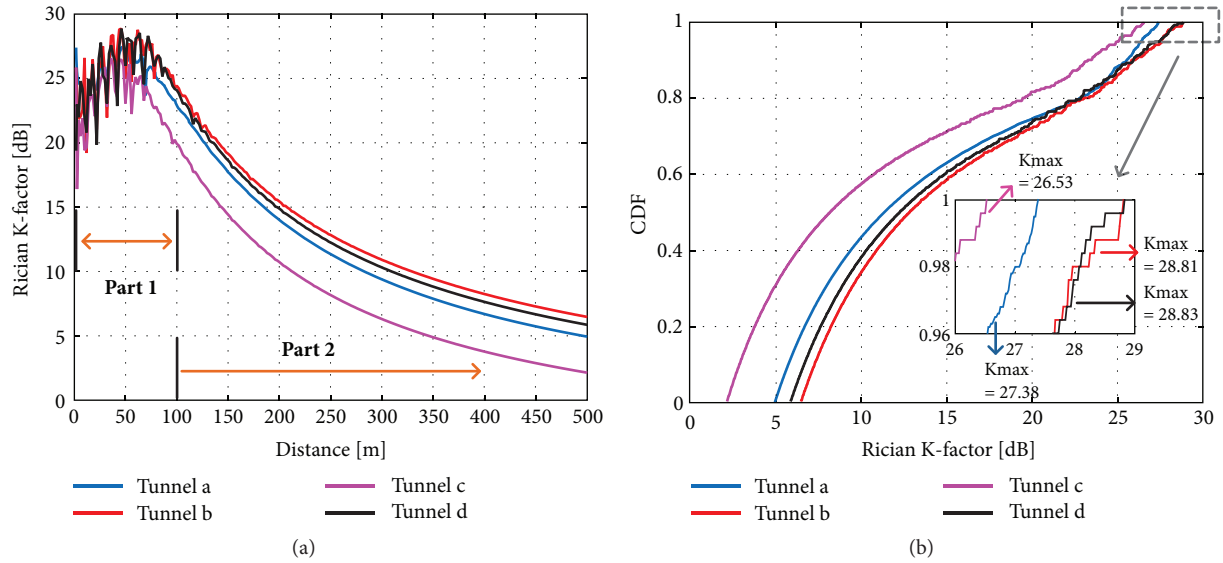 30
25
20
15
10
5
0
Rician K-factor [dB]
Part 1
Part 2
0 50 100 150 200 250 300 350 400 450 500
Distance [m]
Tunnel a
Tunnel b
Tunnel c
Tunnel d
(a)
1
0.8
0.6
0.4
0.2
0
CDF
Kmax
= 26.53
1
0.98
0.96
26 27 28 29
Kmax
= 28.81
Kmax
= 28.83
Kmax
= 27.38
0 5 10 15 20 25 30
Rician K-factor [dB]
Tunnel a
Tunnel b
Tunnel c
Tunnel d
(b)